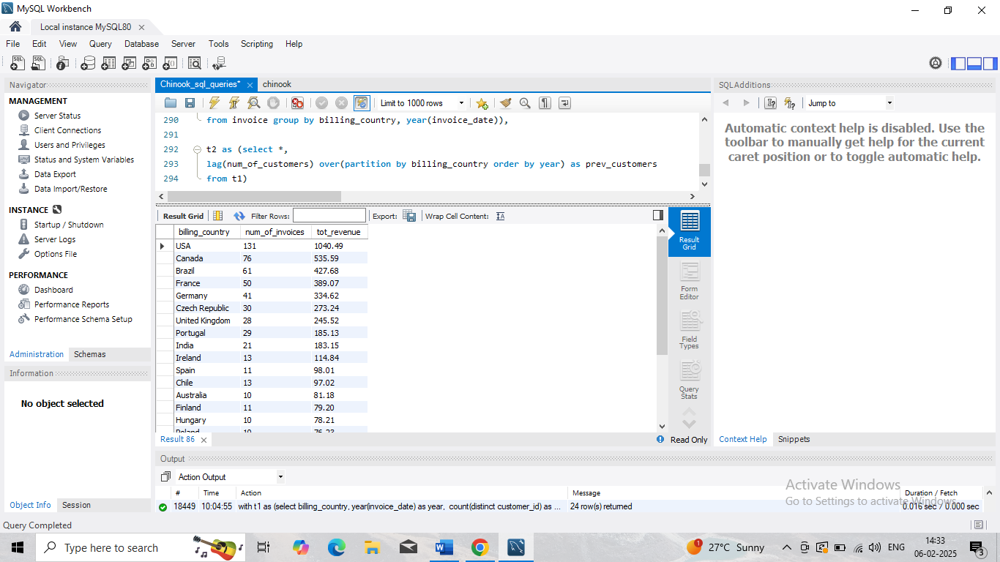 MySQL Workbench
Local instance MySQL80
File Edit View Query Database Server Tools Scripting Help
Navigator
MANAGEMENT
Server Status
Client Connections
Users and Privileges
Status and System Variables
Data Export
Data Import/Restore
INSTANCE
Startup / Shutdown
Server Logs
Options File
PERFORMANCE
Dashboard
Performance Reports
Performance Schema Setup
Administration Schemas
Information
No object selected
Object Info Session
Query Completed
Chinook_sql_queries* chinook
Limit to 1000 rows
290 from invoice group by billing_country, year(invoice_date)),
291
292 t2 as (select *,
293 lag(num_of_customers) over(partition by billing_country order by year) as prev_customers
294 from t1)
Result Grid Filter Rows: Export: Wrap Cell Content:
billing_country num_of_invoices tot_revenue
USA 131 1040.49
Canada 76 535.59
Brazil 61 427.68
France 50 389.07
Germany 41 334.62
Czech Republic 30 273.24
United Kingdom 28 245.52
Portugal 29 185.13
India 21 183.15
Ireland 13 114.84
Spain 11 98.01
Chile 13 97.02
Australia 10 81.18
Finland 11 79.20
Hungary 10 78.21
Poland 10 76.23
Result Grid
Form Editor
Field Types
Query Stats
Result 86 Read Only
SQLAdditions
Jump to
Automatic context help is disabled. Use the
toolbar to manually get help for the current
caret position or to toggle automatic help.
Context Help Snippets
Output
Action Output
# Time Action Message Duration / Fetch
18449 10:04:55 with t1 as (select billing_country, year(invoice_date) as year, count(distinct customer_id) as ... 24 row(s) returned 0.016 sec / 0.000 sec
Activate Windows
Go to Settings to activate Windows.
Type here to search
27°C Sunny
ENG
14:33
06-02-2025
1
3